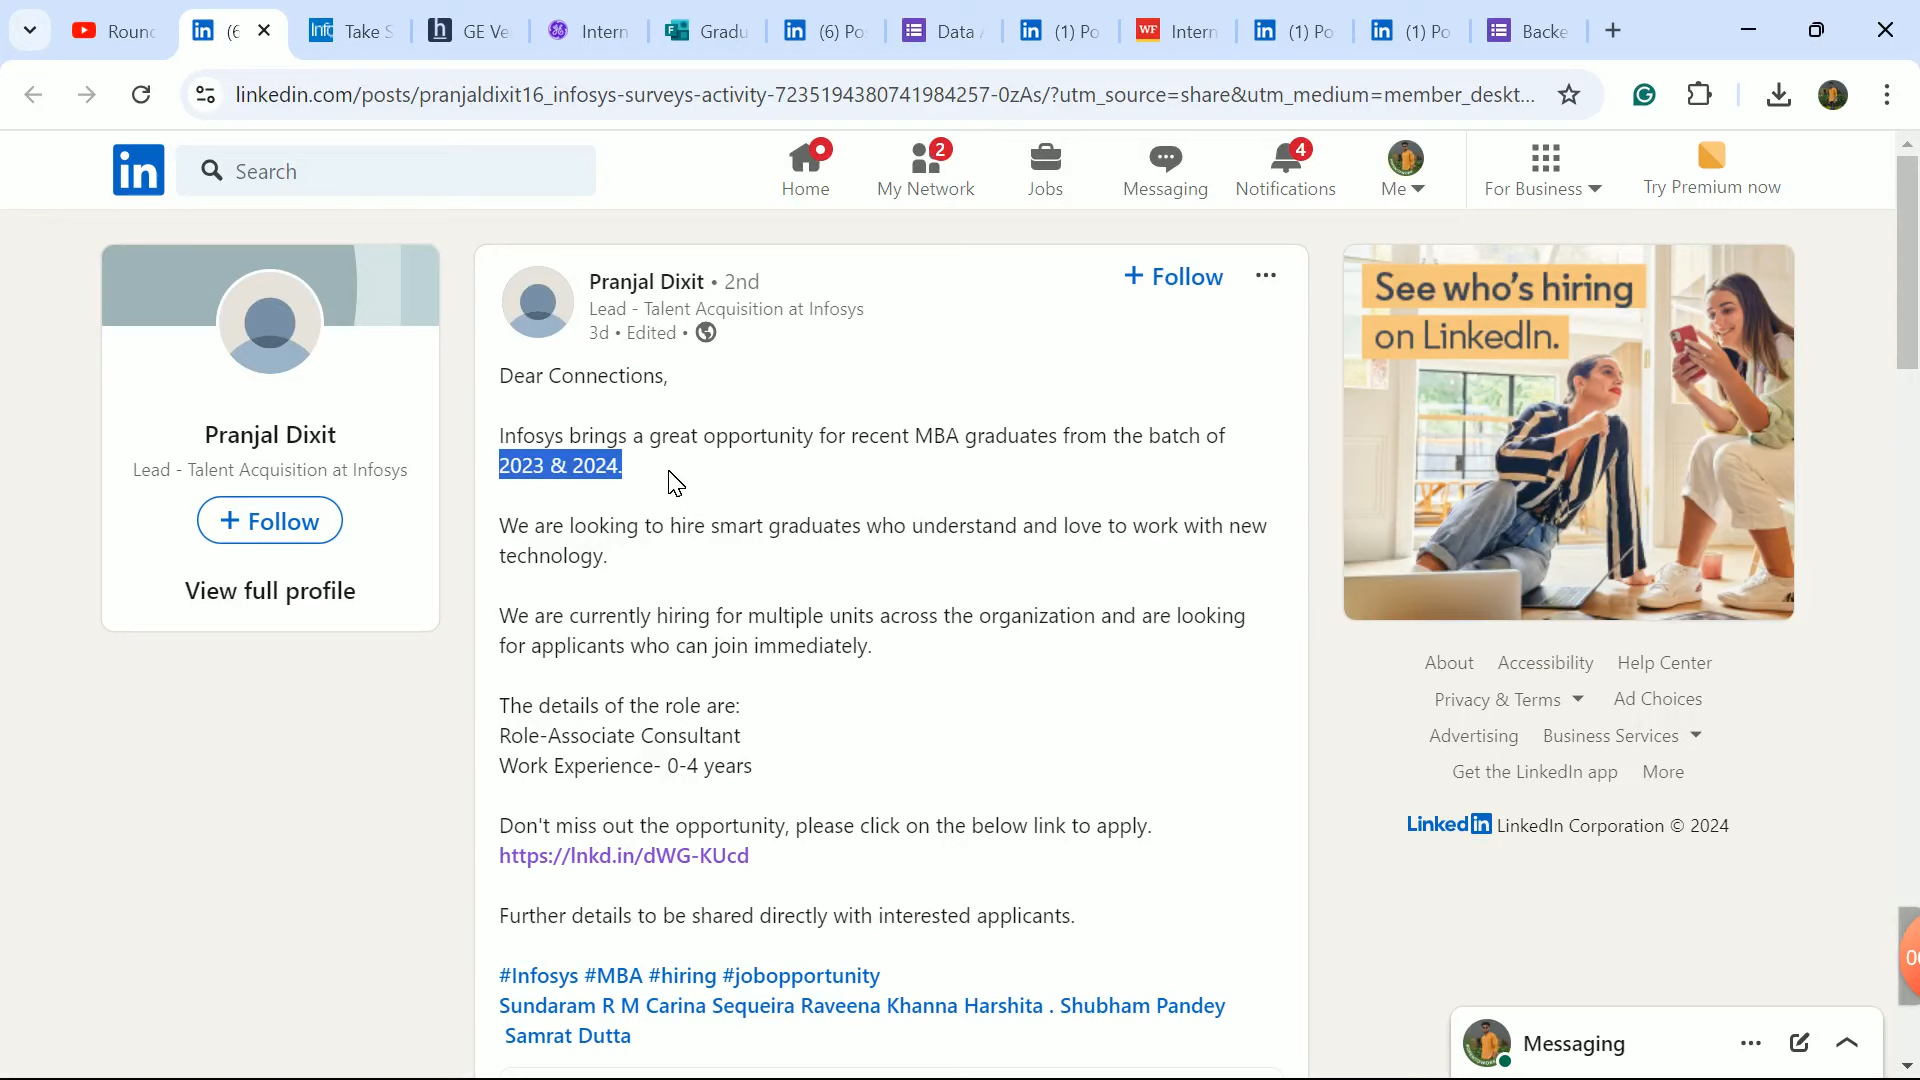 Roun
(6
Take S
GE Ve
Intern
Gradu
(6) Po
Data
(1) Po
Intern
(1) Po
(1) Po
Backe
linkedin.com/posts/pranjaldixit16_infosys-surveys-activity-7235194380741984257-0zAs/?utm_source=share&utm_medium=member_deskt...
in
Search
Home
2
My Network
Jobs
Messaging
4
Notifications
Me
For Business
Try Premium now
Pranjal Dixit
Lead - Talent Acquisition at Infosys
+ Follow
View full profile
Pranjal Dixit • 2nd
Lead - Talent Acquisition at Infosys
3d • Edited •
+ Follow
Dear Connections,
Infosys brings a great opportunity for recent MBA graduates from the batch of
2023 & 2024.
We are looking to hire smart graduates who understand and love to work with new
technology.
We are currently hiring for multiple units across the organization and are looking
for applicants who can join immediately.
The details of the role are:
Role-Associate Consultant
Work Experience- 0-4 years
Don't miss out the opportunity, please click on the below link to apply.
https://lnkd.in/dWG-KUcd
Further details to be shared directly with interested applicants.
#Infosys #MBA #hiring #jobopportunity
Sundaram R M Carina Sequeira Raveena Khanna Harshita . Shubham Pandey
Samrat Dutta
See who's hiring
on LinkedIn.
About Accessibility Help Center
Privacy & Terms Ad Choices
Advertising Business Services
Get the LinkedIn app More
LinkedIn LinkedIn Corporation © 2024
Messaging